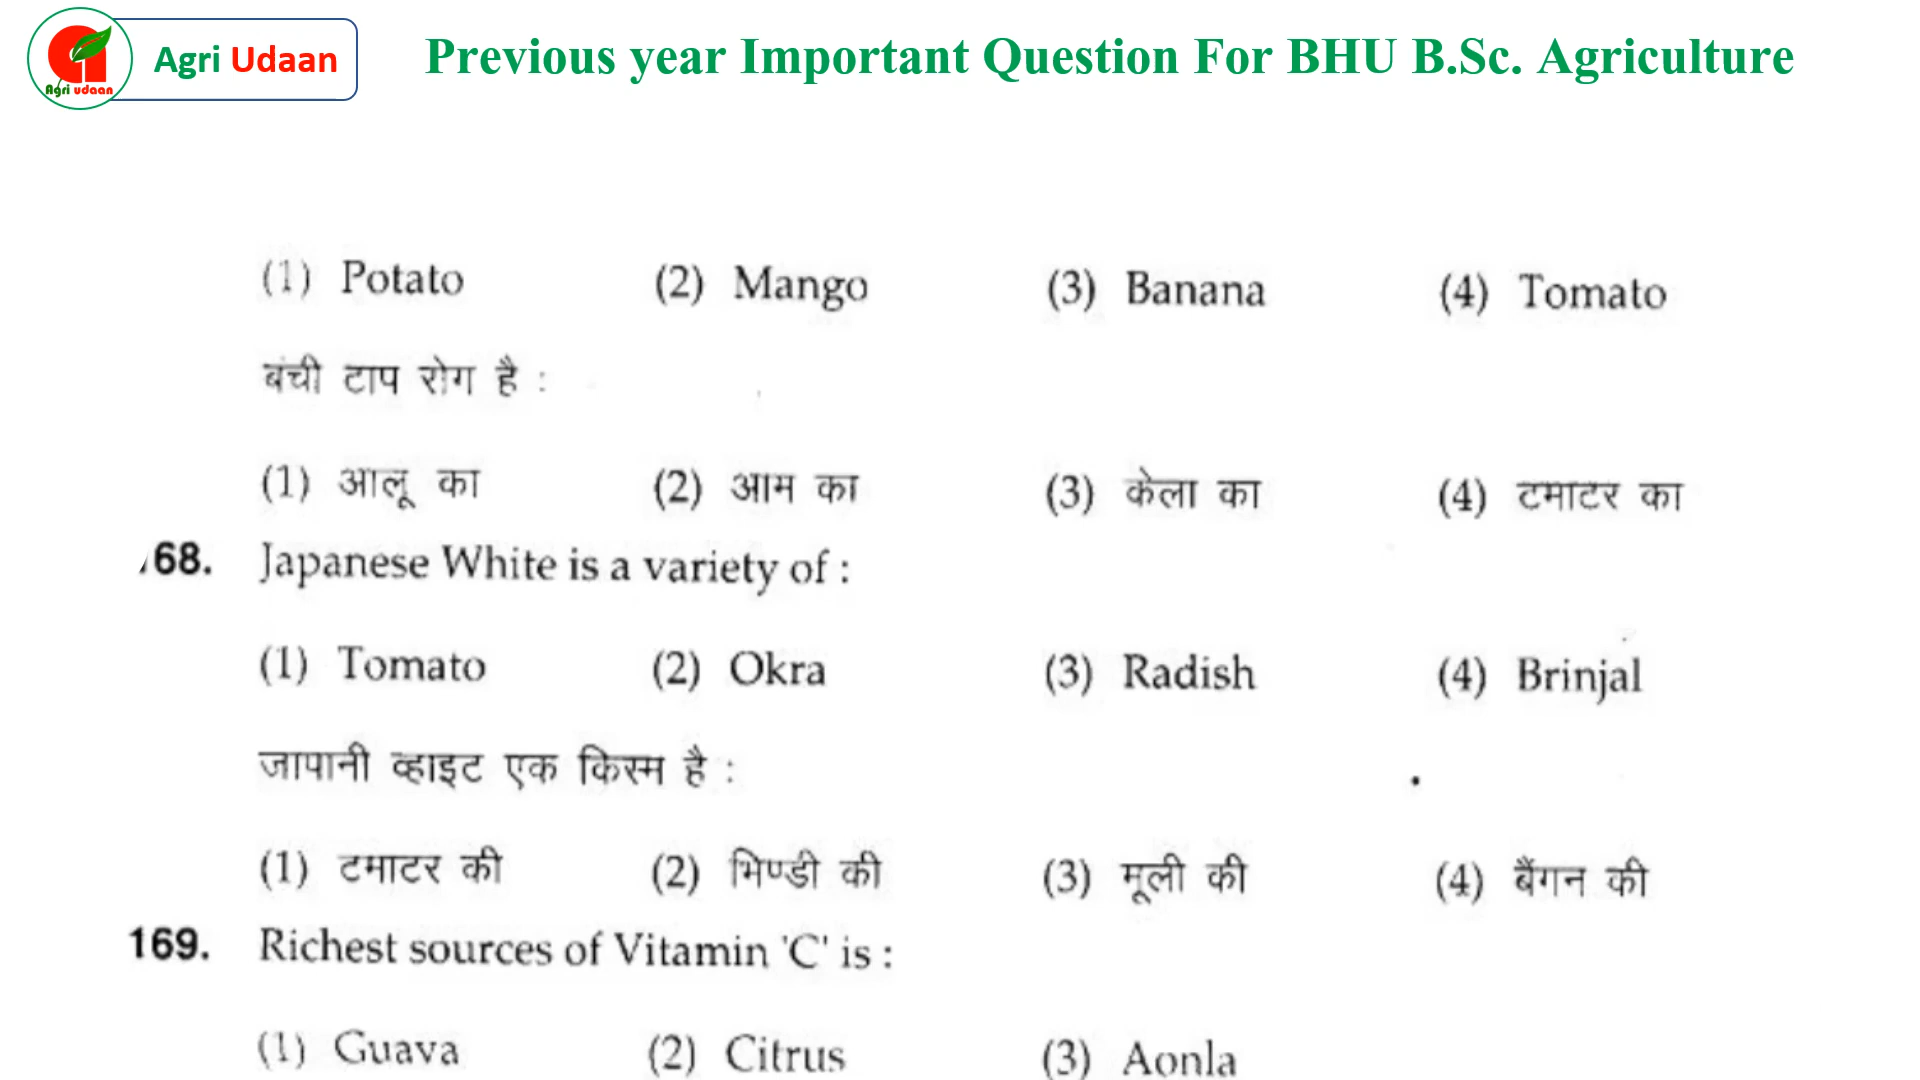 Agri Udaan
Agri udaan
Previous year Important Question For BHU B.Sc. Agriculture
(1) Potato (2) Mango (3) Banana (4) Tomato
बंची टाप रोग है :
(1) आलू का (2) आम का (3) केला का (4) टमाटर का
68. Japanese White is a variety of :
(1) Tomato (2) Okra (3) Radish (4) Brinjal
जापानी व्हाइट एक किस्म है :
(1) टमाटर की (2) भिण्डी की (3) मूली की (4) बैंगन की
169. Richest sources of Vitamin 'C' is :
(1) Guava (2) Citrus (3) Aonla